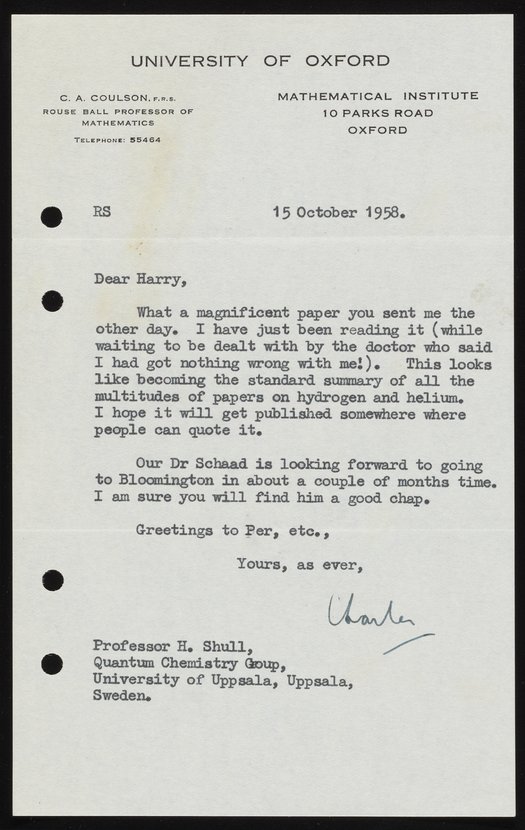 UNIVERSITY OF OXFORD
C. A. COULSON, F.R.S.
ROUSE BALL PROFESSOR OF
MATHEMATICS
TELEPHONE: 55464
MATHEMATICAL INSTITUTE
10 PARKS ROAD
OXFORD
RS
15 October 1958.
Dear Harry,
What a magnificent paper you sent me the
other day. I have just been reading it (while
waiting to be dealt with by the doctor who said
I had got nothing wrong with me!). This looks
like becoming the standard summary of all the
multitudes of papers on hydrogen and helium.
I hope it will get published somewhere where
people can quote it.
Our Dr Schaad is looking forward to going
to Bloomington in about a couple of months time.
I am sure you will find him a good chap.
Greetings to Per, etc.,
Yours, as ever,
Charles
Professor H. Shull,
Quantum Chemistry Group,
University of Uppsala, Uppsala,
Sweden.